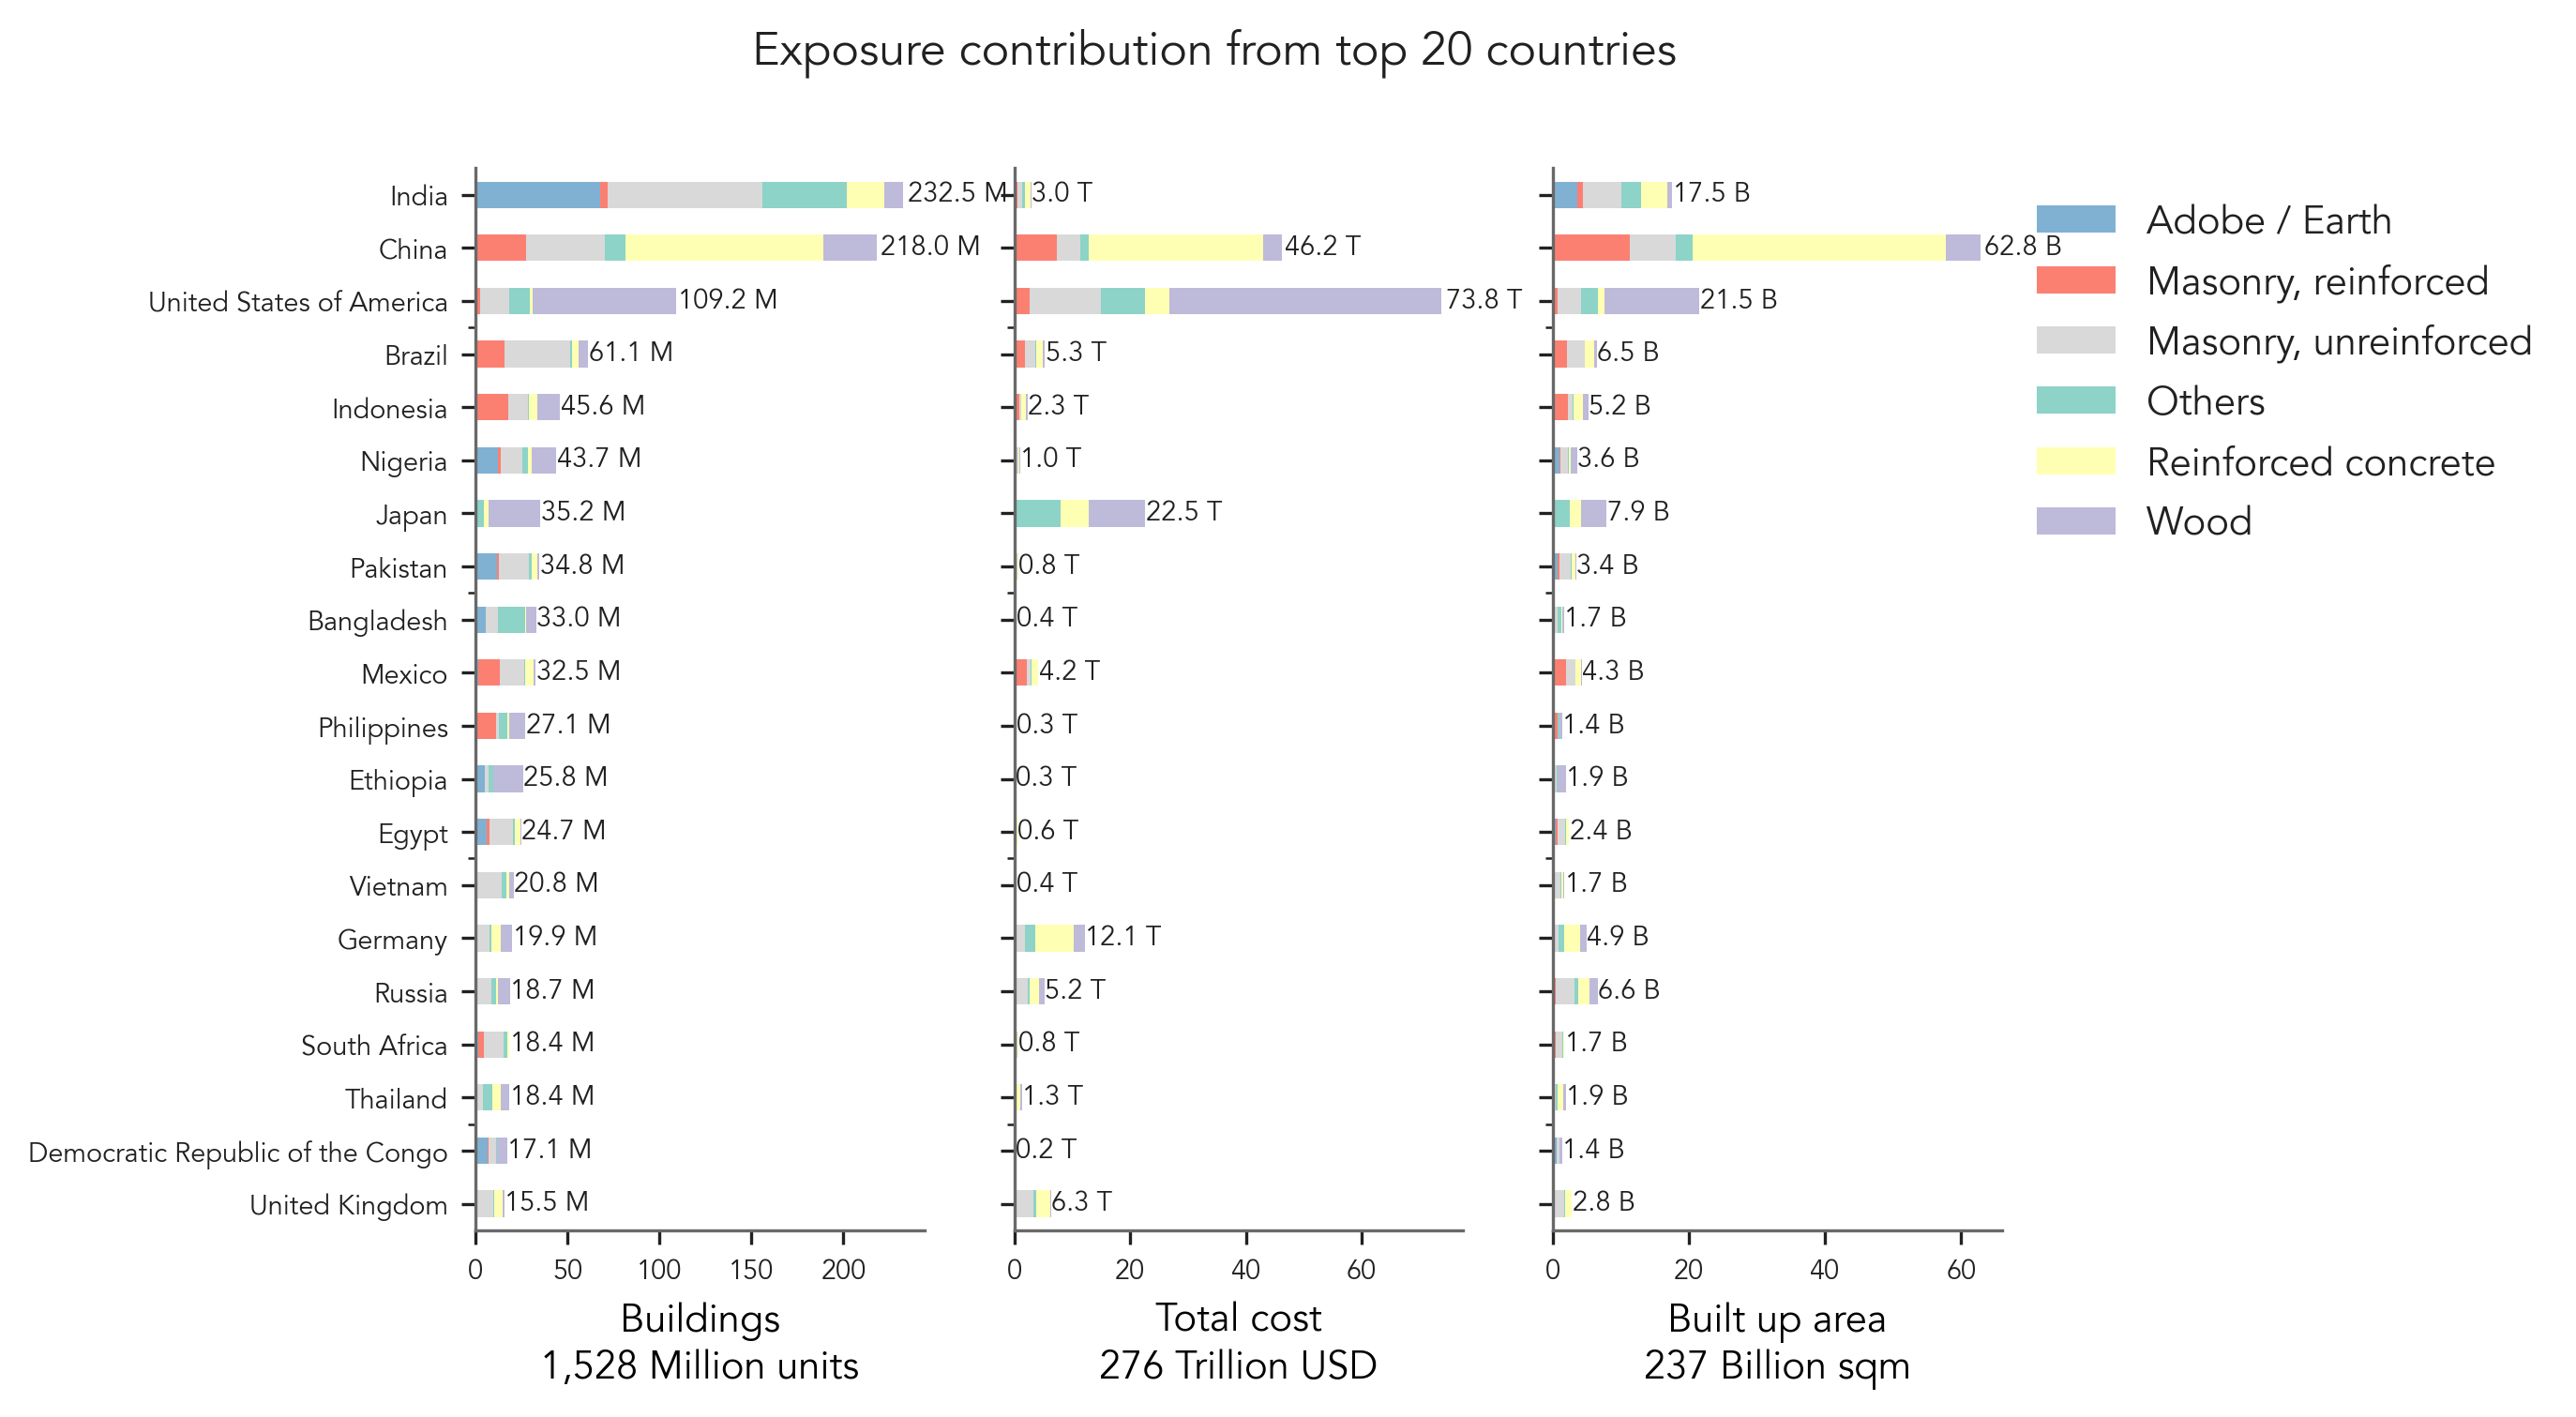 Exposure contribution from top 20 countries
India 232.5 M 3.0 T 17.5 B
China 218.0 M 46.2 T 62.8 B
United States of America 109.2 M 73.8 T 21.5 B
Brazil 61.1 M 5.3 T 6.5 B
Indonesia 45.6 M 2.3 T 5.2 B
Nigeria 43.7 M 1.0 T 3.6 B
Japan 35.2 M 22.5 T 7.9 B
Pakistan 34.8 M 0.8 T 3.4 B
Bangladesh 33.0 M 0.4 T 1.7 B
Mexico 32.5 M 4.2 T 4.3 B
Philippines 27.1 M 0.3 T 1.4 B
Ethiopia 25.8 M 0.3 T 1.9 B
Egypt 24.7 M 0.6 T 2.4 B
Vietnam 20.8 M 0.4 T 1.7 B
Germany 19.9 M 12.1 T 4.9 B
Russia 18.7 M 5.2 T 6.6 B
South Africa 18.4 M 0.8 T 1.7 B
Thailand 18.4 M 1.3 T 1.9 B
Democratic Republic of the Congo 17.1 M 0.2 T 1.4 B
United Kingdom 15.5 M 6.3 T 2.8 B
0 50 100 150 200
0 20 40 60
0 20 40 60
Buildings
1,528 Million units
Total cost
276 Trillion USD
Built up area
237 Billion sqm
Adobe / Earth
Masonry, reinforced
Masonry, unreinforced
Others
Reinforced concrete
Wood